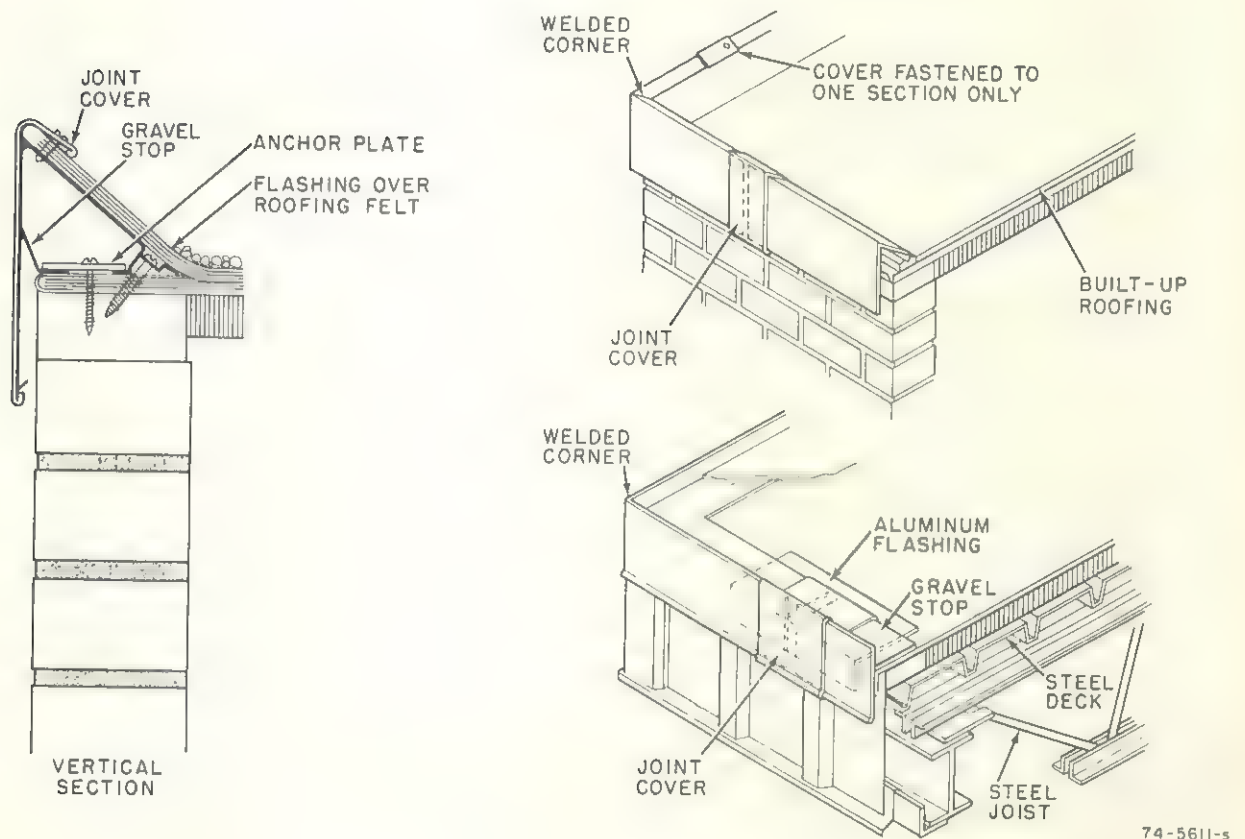 JOINT
COVER
GRAVEL
STOP
ANCHOR PLATE
FLASHING OVER
ROOFING FELT
VERTICAL
SECTION
WELDED
CORNER
COVER FASTENED TO
ONE SECTION ONLY
BUILT-UP
ROOFING
JOINT
COVER
WELDED
CORNER
ALUMINUM
FLASHING
GRAVEL
STOP
STEEL
DECK
JOINT
COVER
STEEL
JOIST
74-5611-s